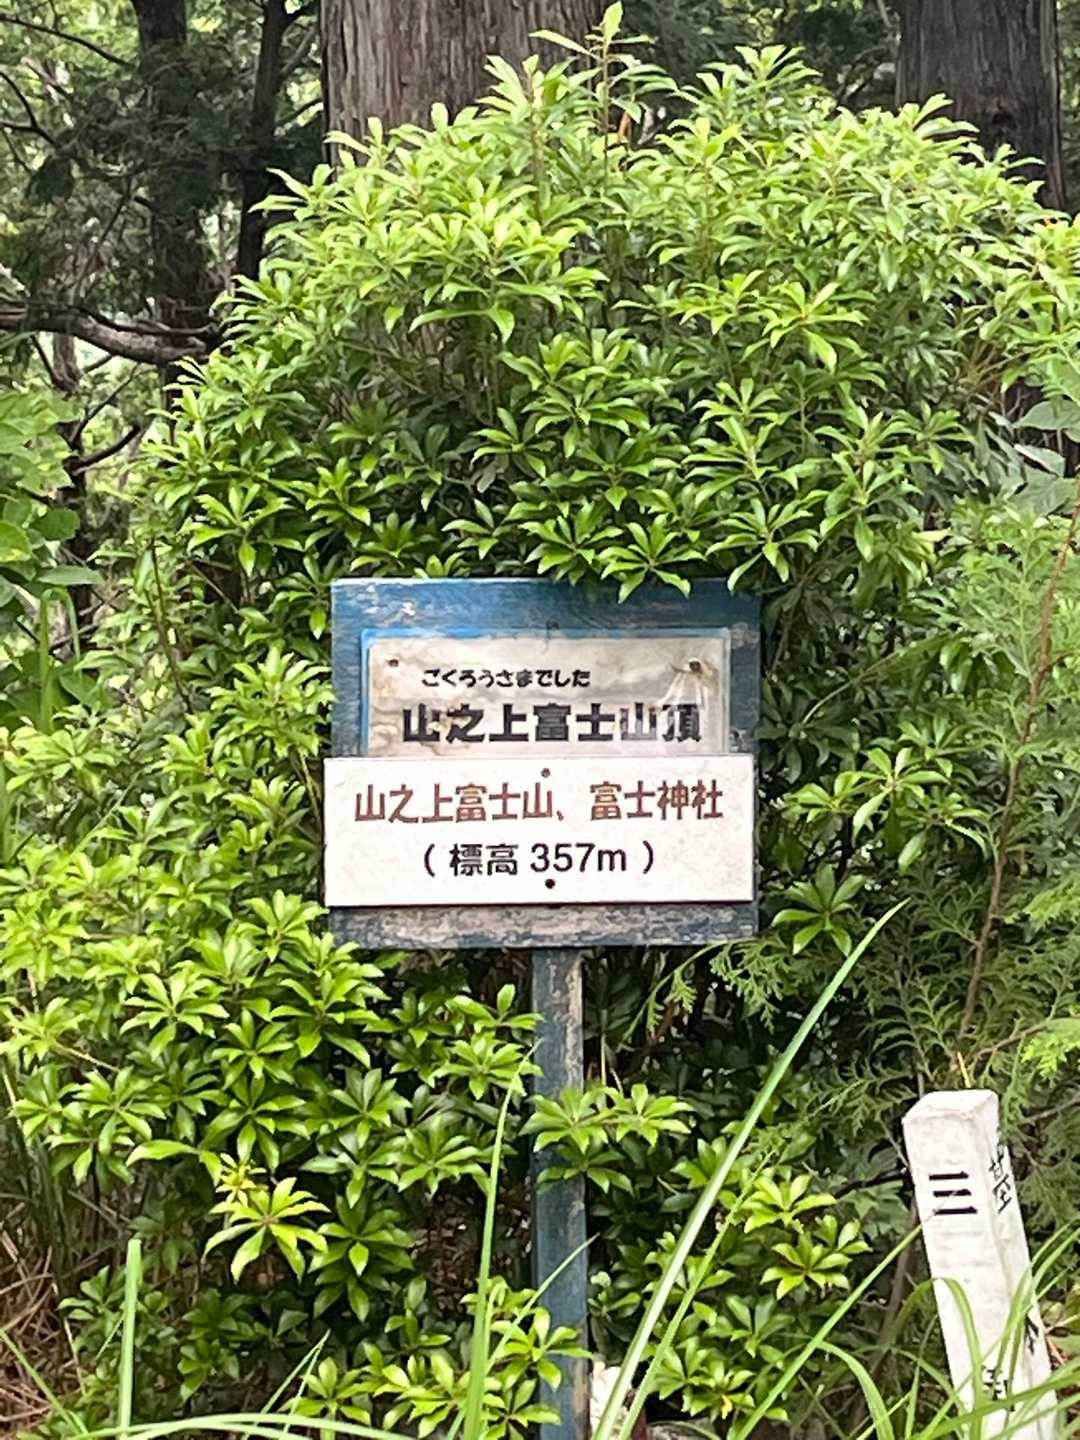 ごくろうさまでした
山之上富士山頂
山之上富士山、富士神社
（標高 357m ）
三